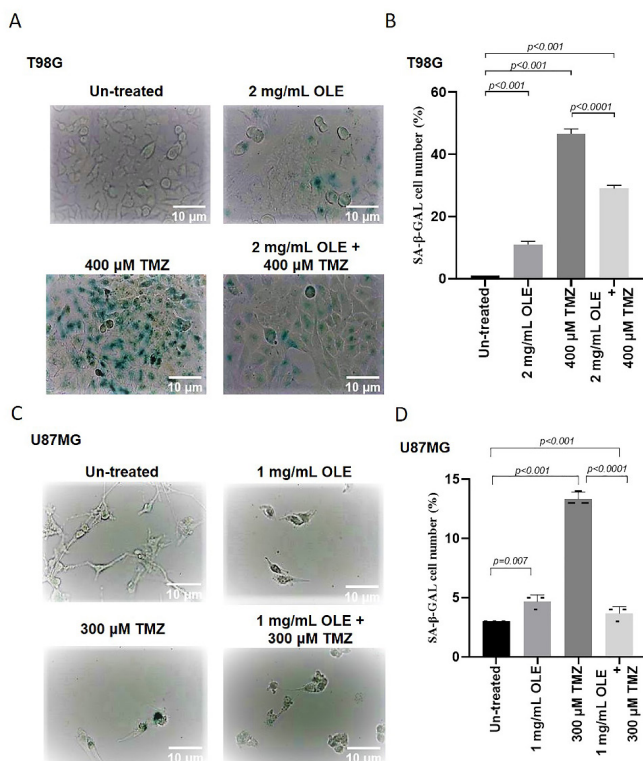 A
T98G
Un-treated
2 mg/mL OLE
10 µm
10 µm
400 µM TMZ
2 mg/mL OLE +
400 µM TMZ
10 µm
10 µm
B
T98G
p<0.001
p<0.001
p<0.001
p<0.0001
SA-β-GAL cell number (%)
60
40
20
0
Un-treated
2 mg/mL OLE
400 µM TMZ
2 mg/mL OLE
+
400 µM TMZ
C
U87MG
Un-treated
1 mg/mL OLE
10 µm
10 µm
300 µM TMZ
1 mg/mL OLE +
300 µM TMZ
10 µm
10 µm
D
U87MG
p<0.001
p<0.001
p<0.0001
p=0.007
SA-β-GAL cell number (%)
15
10
5
0
Un-treated
1 mg/mL OLE
300 µM TMZ
1 mg/mL OLE
+
300 µM TMZ